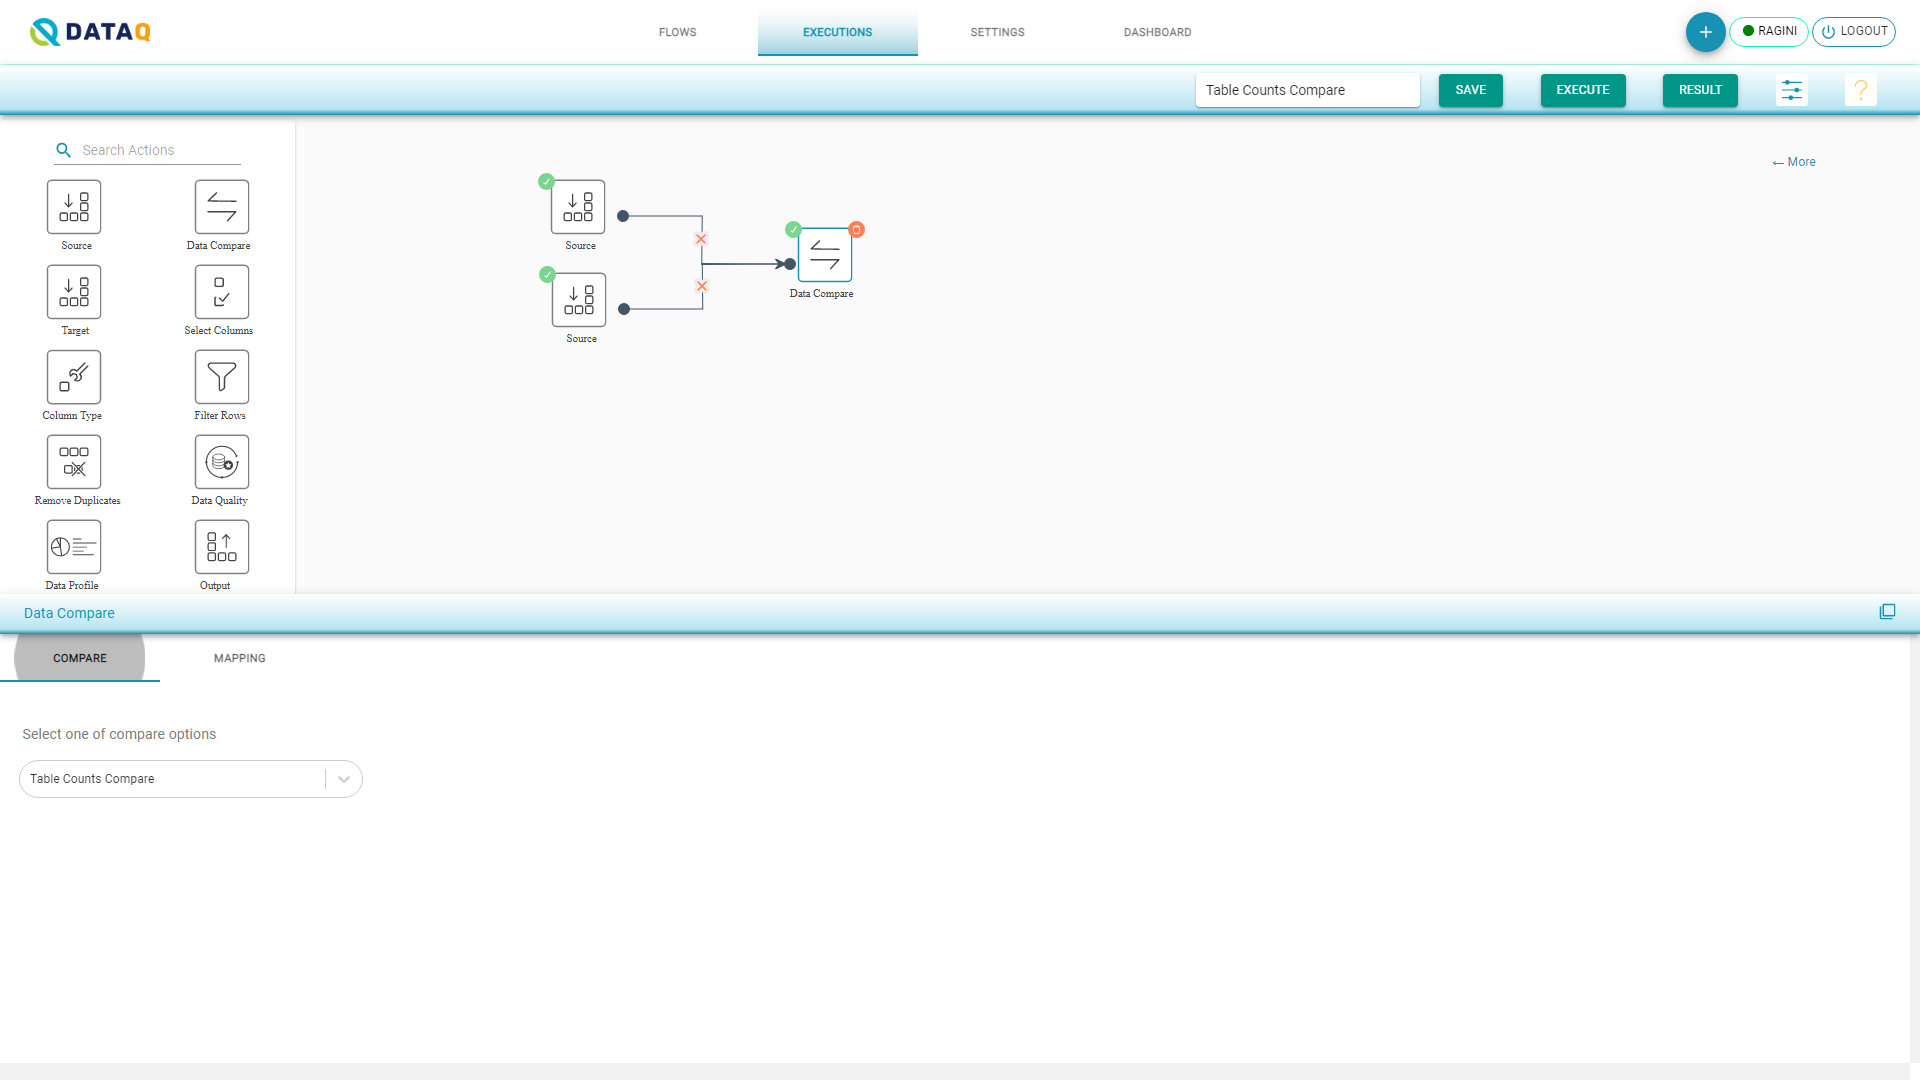 DATAQ
FLOWS
EXECUTIONS
SETTINGS
DASHBOARD
+
RAGINI
LOGOUT
Table Counts Compare
SAVE
EXECUTE
RESULT
?
Search Actions
Source
Data Compare
Target
Select Columns
Column Type
Filter Rows
Remove Duplicates
Data Quality
Data Profile
Output
Source
Source
Data Compare
← More
Data Compare
COMPARE
MAPPING
Select one of compare options
Table Counts Compare